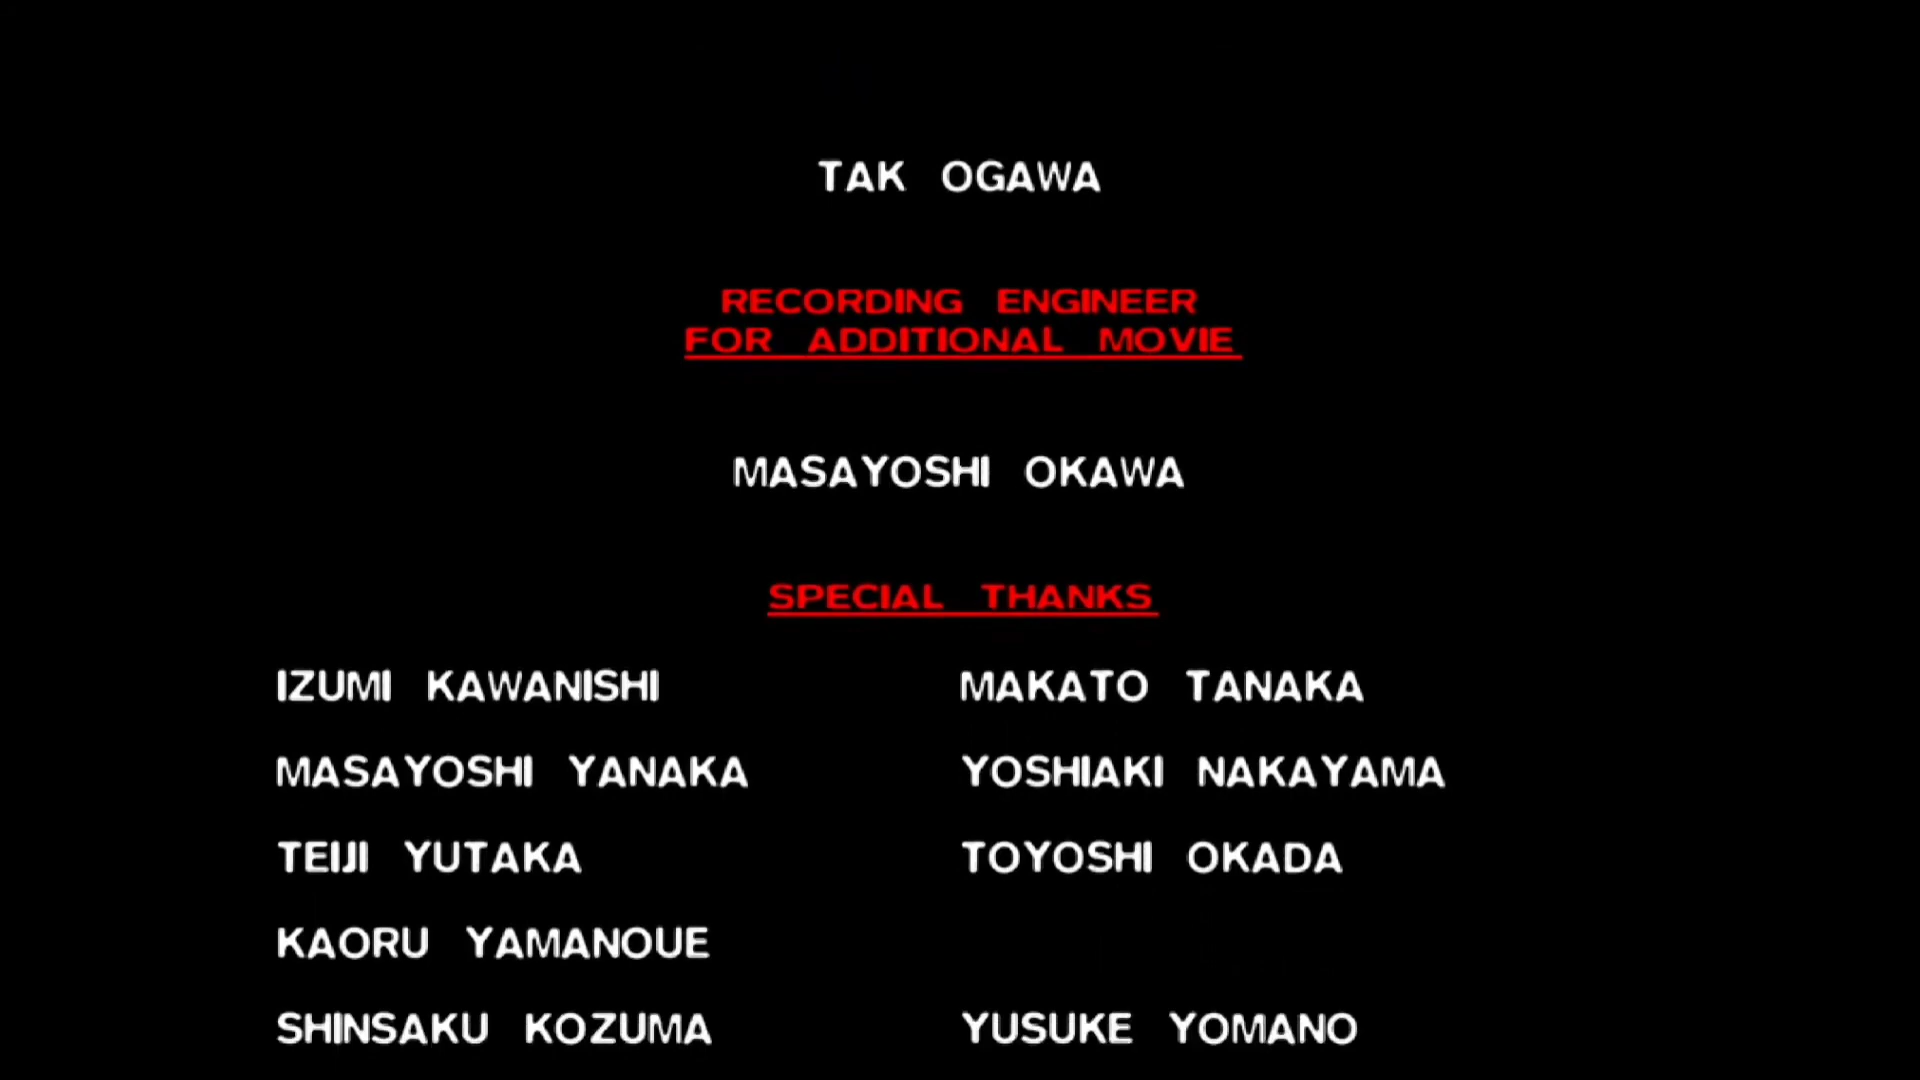 TAK OGAWA
RECORDING ENGINEER
FOR ADDITIONAL MOVIE
MASAYOSHI OKAWA
SPECIAL THANKS
IZUMI KAWANISHI MAKATO TANAKA
MASAYOSHI YANAKA YOSHIAKI NAKAYAMA
TEIJI YUTAKA TOYOSHI OKADA
KAORU YAMANOUE
SHINSAKU KOZUMA YUSUKE YOMANO